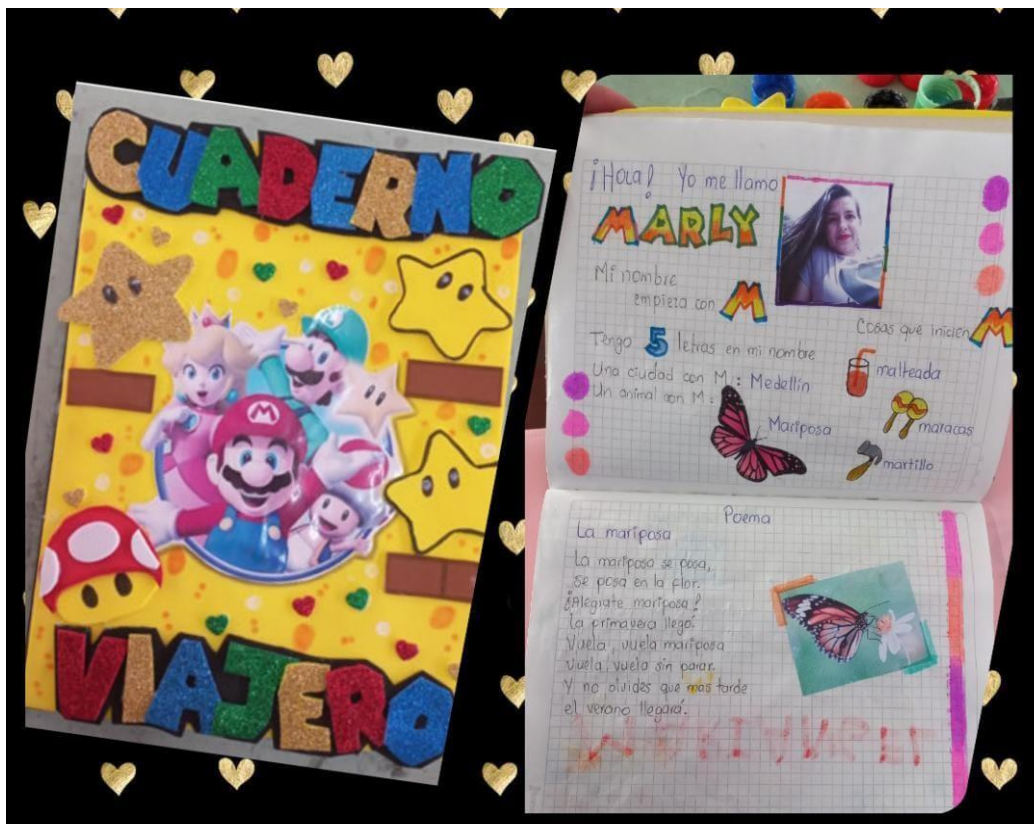 CUADERNO
M
VIAJERO
¡Hola! Yo me llamo
MARLY
Mi nombre
empieza con M
Tengo 5 letras en mi nombre
Una ciudad con M: Medellín
Un animal con M:
Mariposa
Cosas que inicien M
malteada
maracas
martillo
Poema
La mariposa
La mariposa se posa,
se posa en la flor.
¡Alégrate mariposa!
la primavera llegó.
Vuela, vuela mariposa
vuela, vuela sin parar.
Y no olvides que más tarde
el verano llegará.